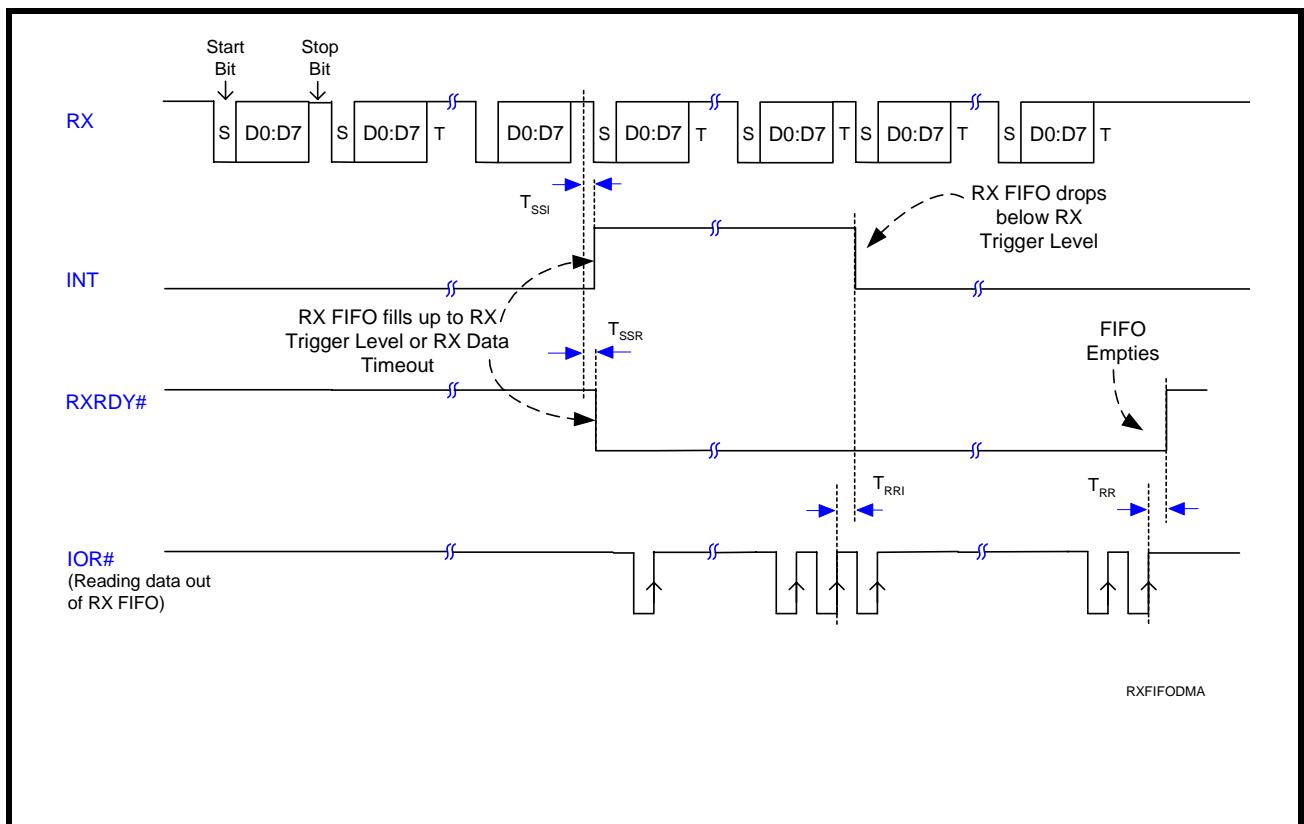 Start
Bit
Stop
Bit
RX
S D0:D7 S D0:D7 T D0:D7 S D0:D7 T S D0:D7 T S D0:D7 T S D0:D7 T
TSSI
RX FIFO drops
below RX
Trigger Level
INT
RX FIFO fills up to RX
Trigger Level or RX Data
Timeout
TSSR
FIFO
Empties
RXRDY#
TRRI
TRR
IOR#
(Reading data out
of RX FIFO)
RXFIFODMA